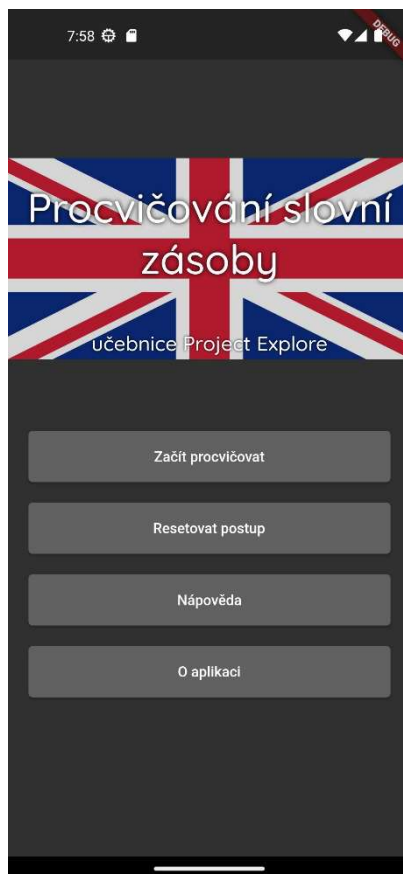 7:58
DEBUG
Procvičování slovní
zásoby
učebnice Project Explore
Začít procvičovat
Resetovat postup
Nápověda
O aplikaci